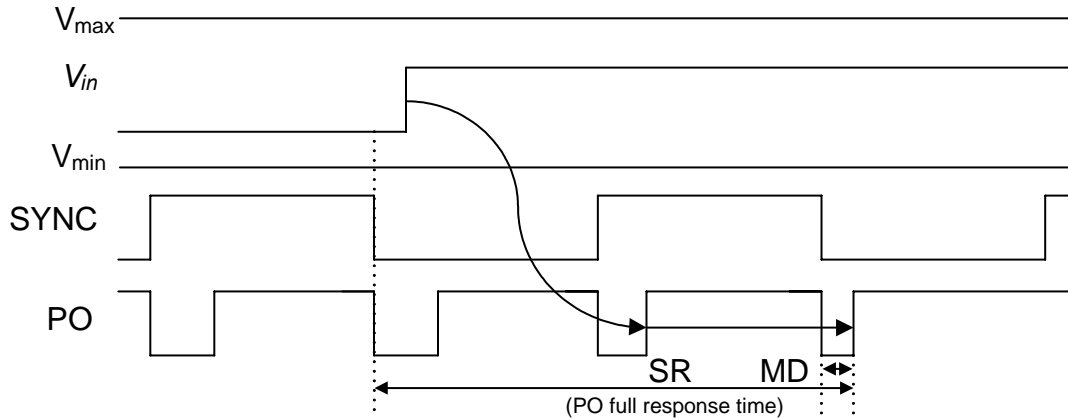 Vmax
Vin
Vmin
SYNC
PO
SR MD
(PO full response time)